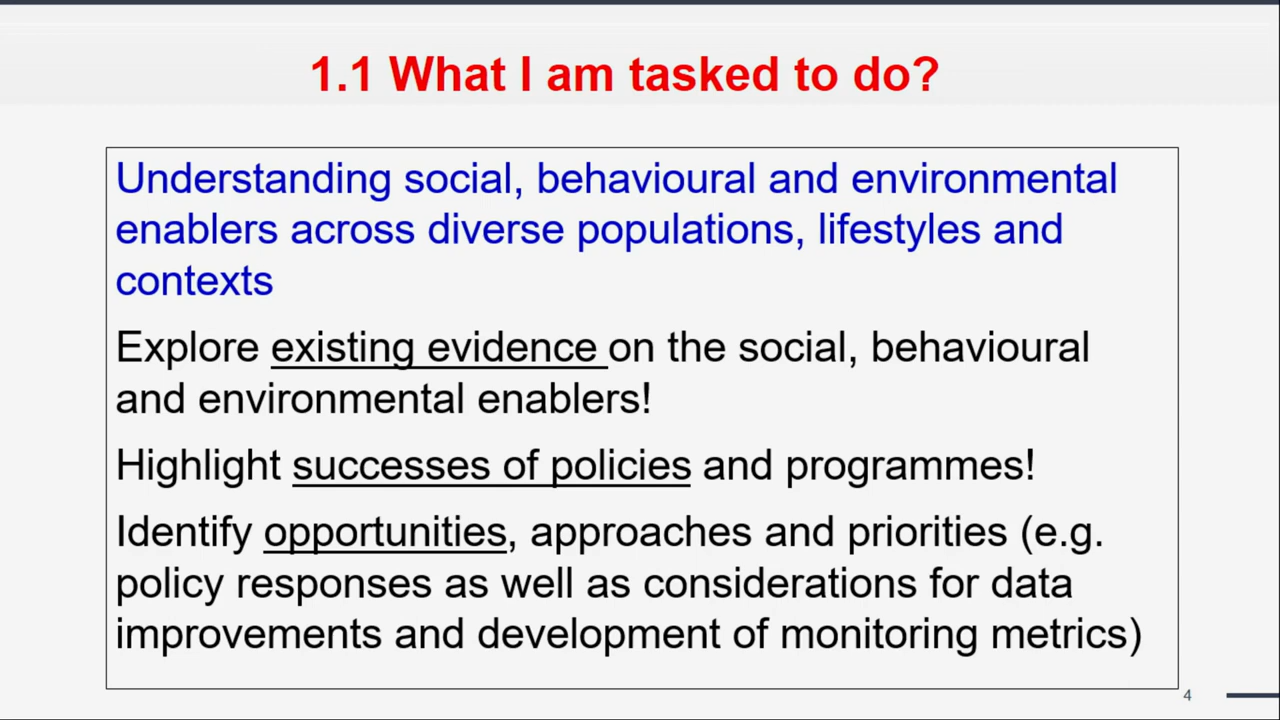 1.1 What I am tasked to do?
Understanding social, behavioural and environmental
enablers across diverse populations, lifestyles and
contexts
Explore existing evidence on the social, behavioural
and environmental enablers!
Highlight successes of policies and programmes!
Identify opportunities, approaches and priorities (e.g.
policy responses as well as considerations for data
improvements and development of monitoring metrics)
4